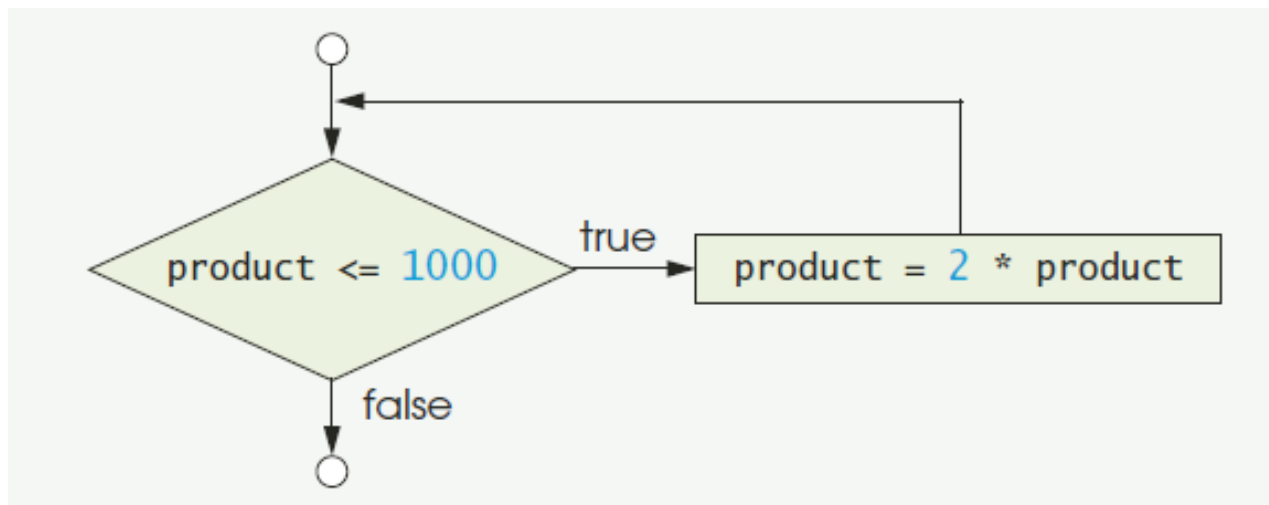 true
product <= 1000
product = 2 * product
false